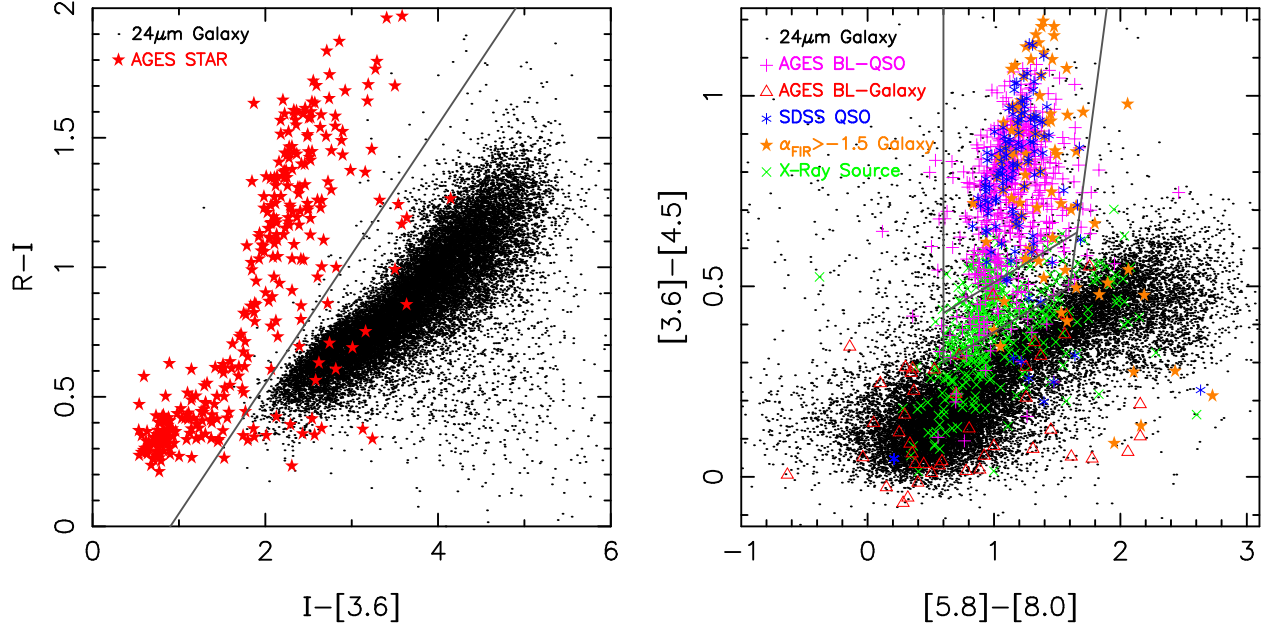 2
1.5
1
0.5
0
R−I
0
2
4
6
I−[3.6]
24μm Galaxy
AGES STAR
1
0.5
0
[3.6]−[4.5]
−1
0
1
2
3
[5.8]−[8.0]
24μm Galaxy
AGES BL−QSO
AGES BL−Galaxy
SDSS QSO
α_FIR>−1.5 Galaxy
X−Ray Source